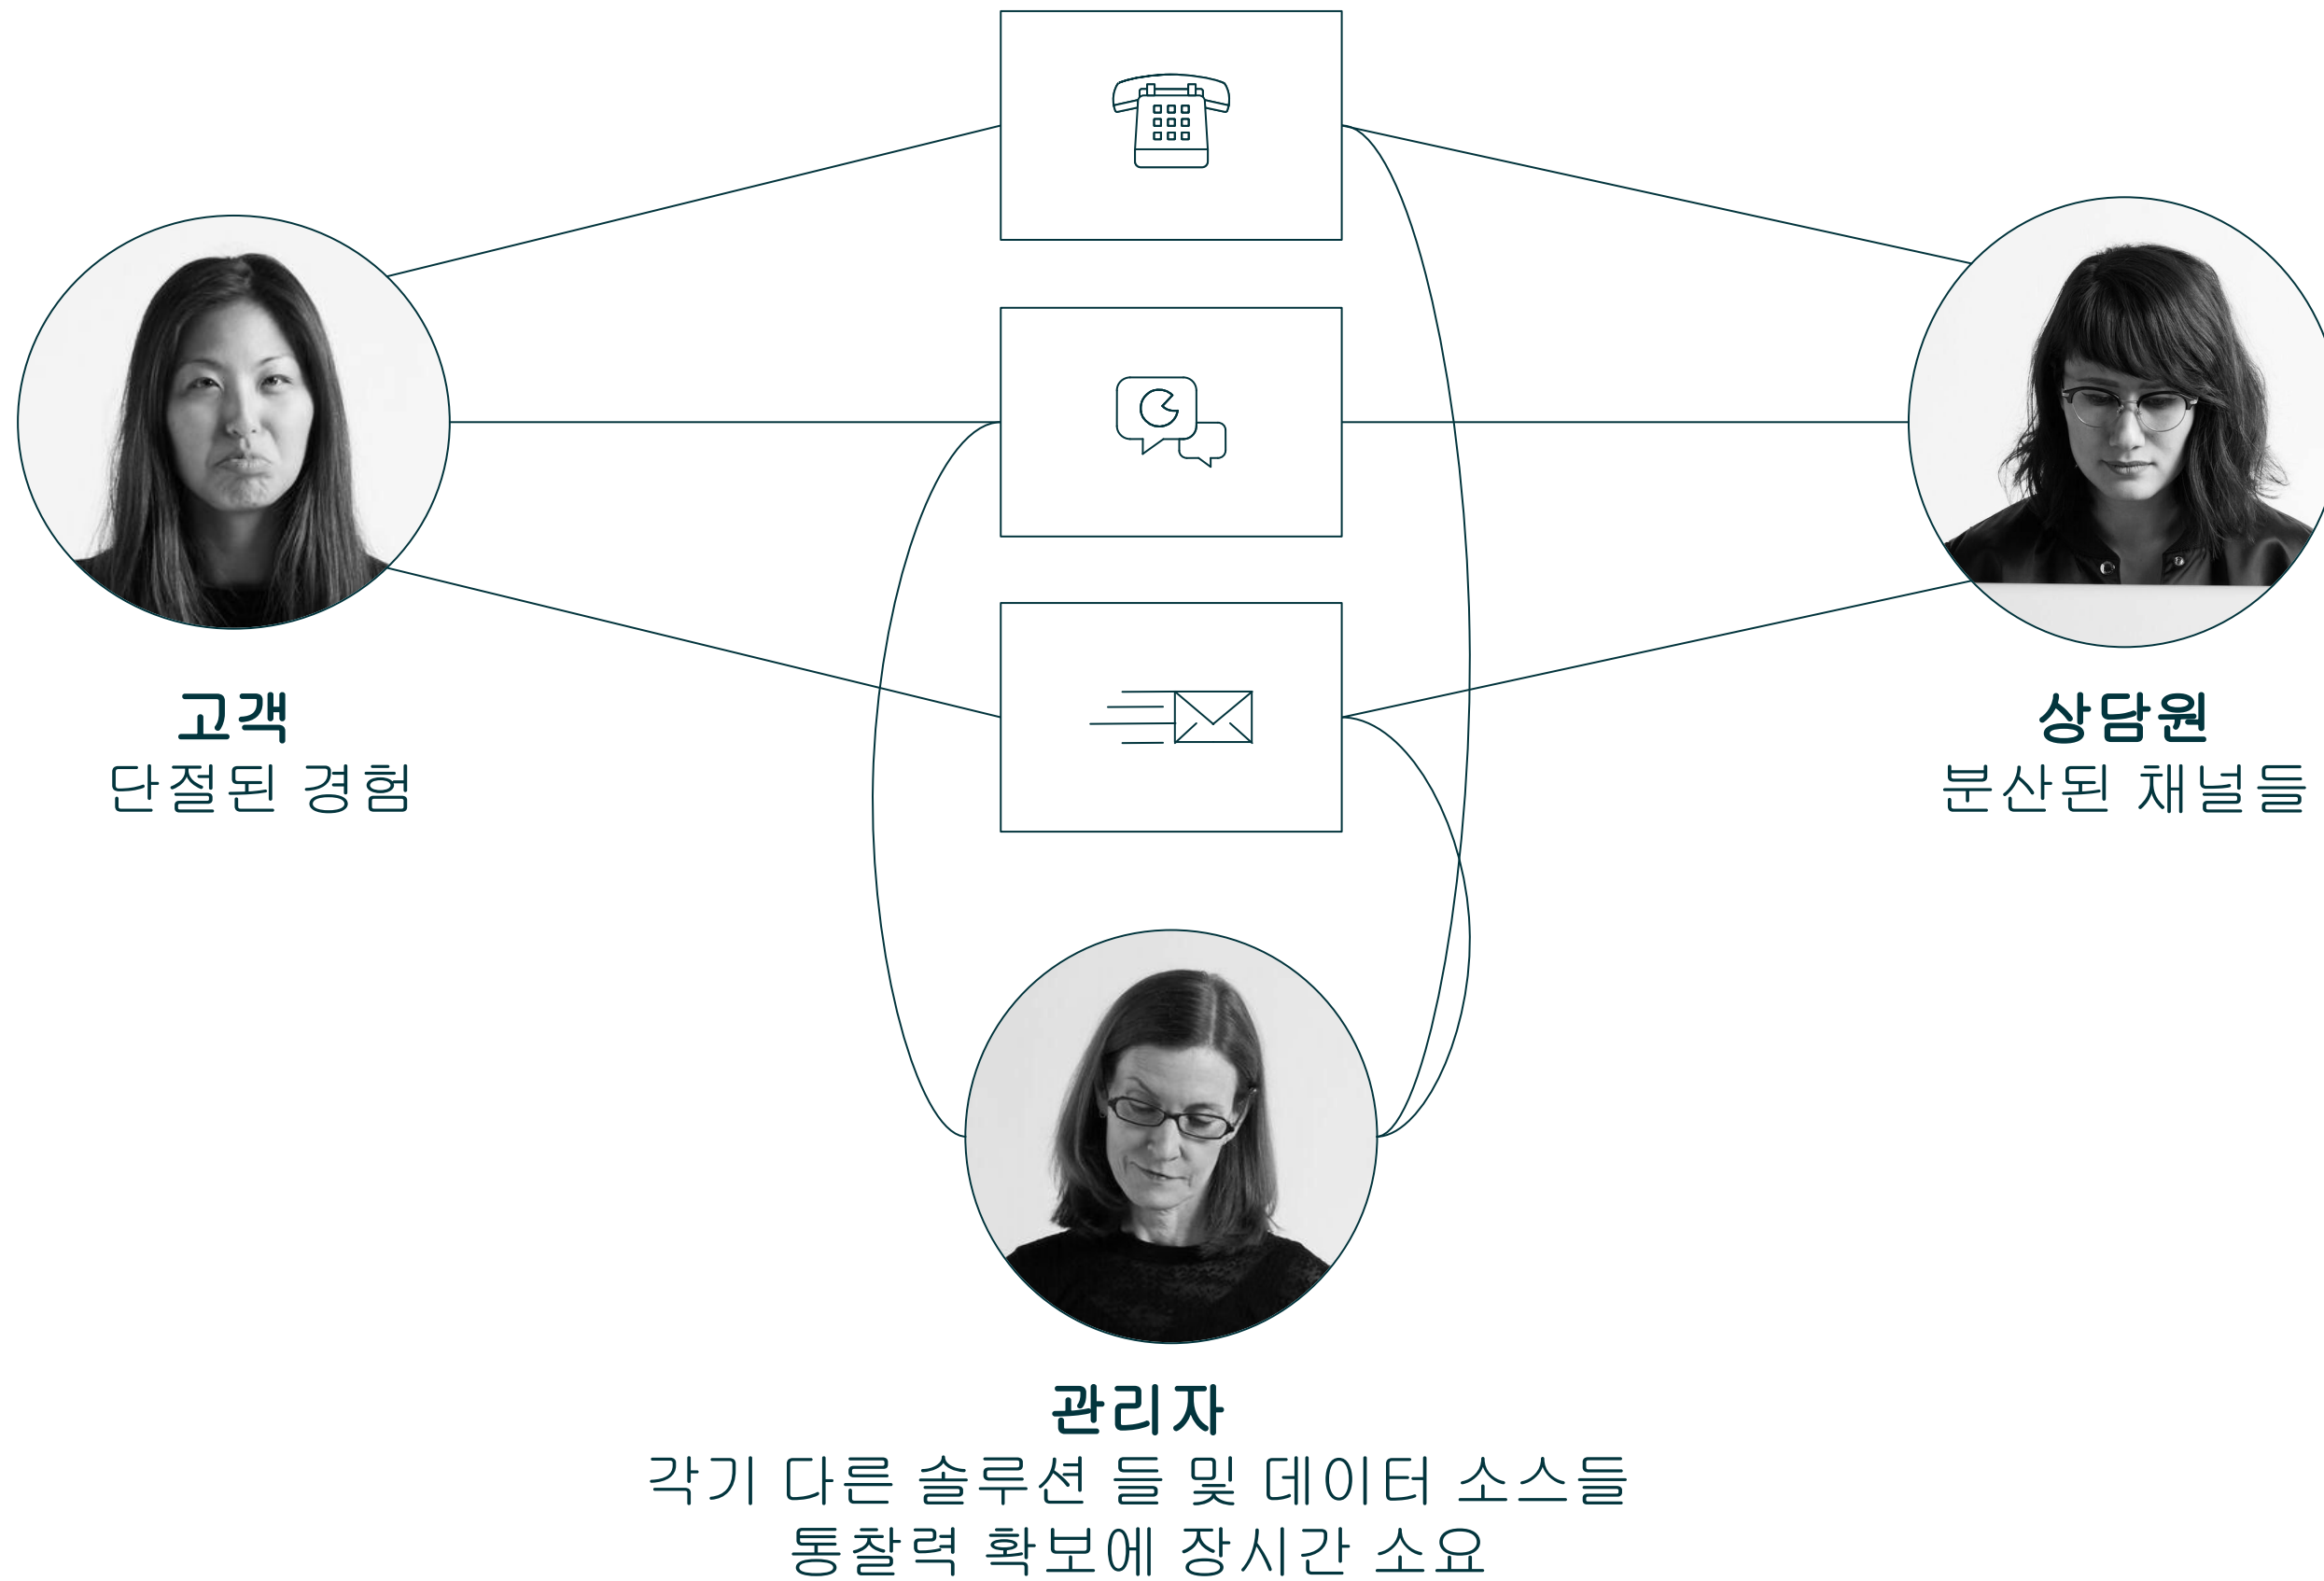 고객
단절된 경험
상담원
분산된 채널들
관리자
각기 다른 솔루션 들 및 데이터 소스들
통찰력 확보에 장시간 소요